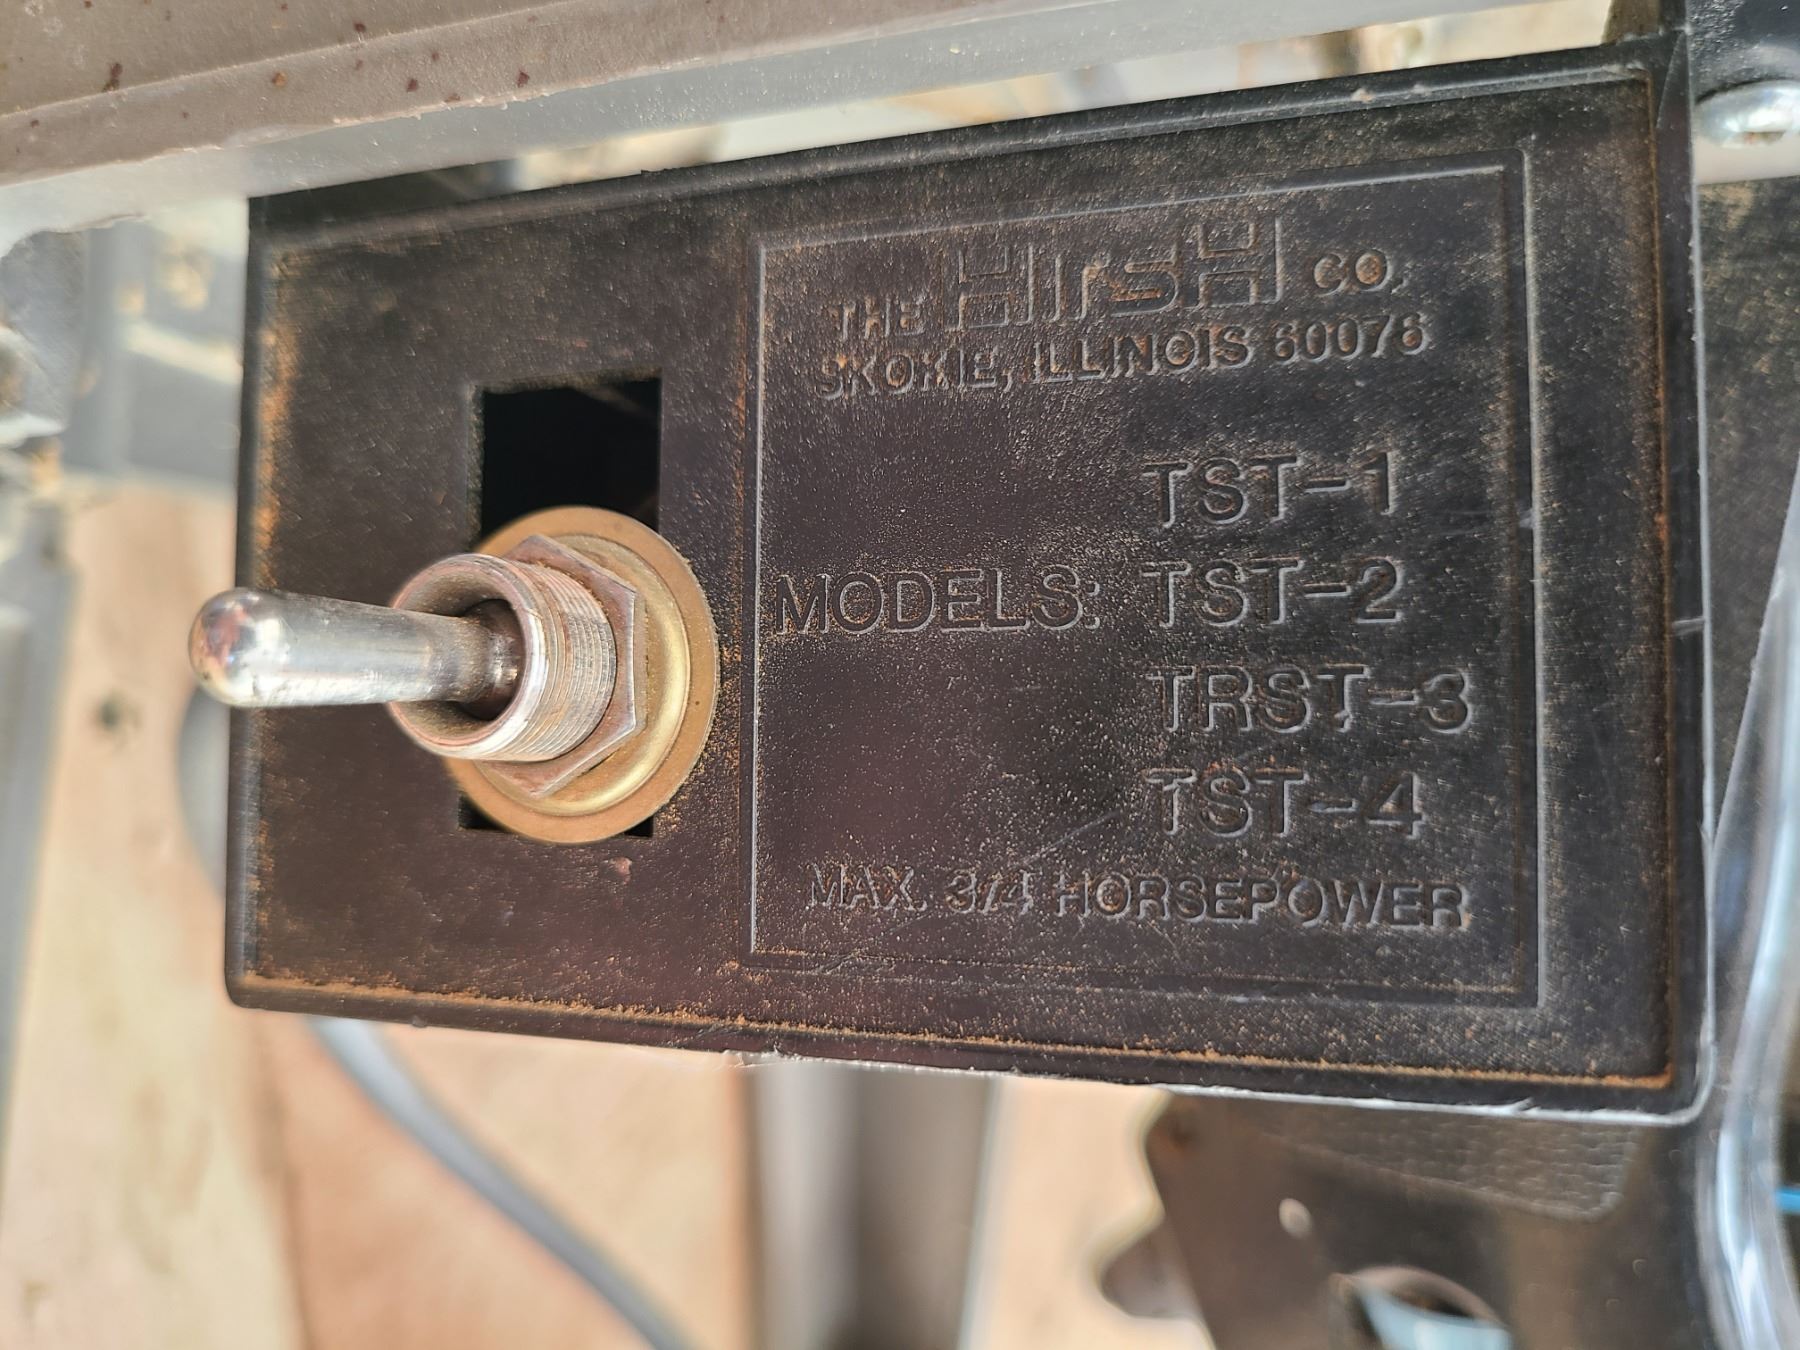 THE HIrsH CO.
SKOKIE, ILLINOIS 60076
TST-1
MODELS: TST-2
TRST-3
TST-4
MAX. 3/4 HORSEPOWER